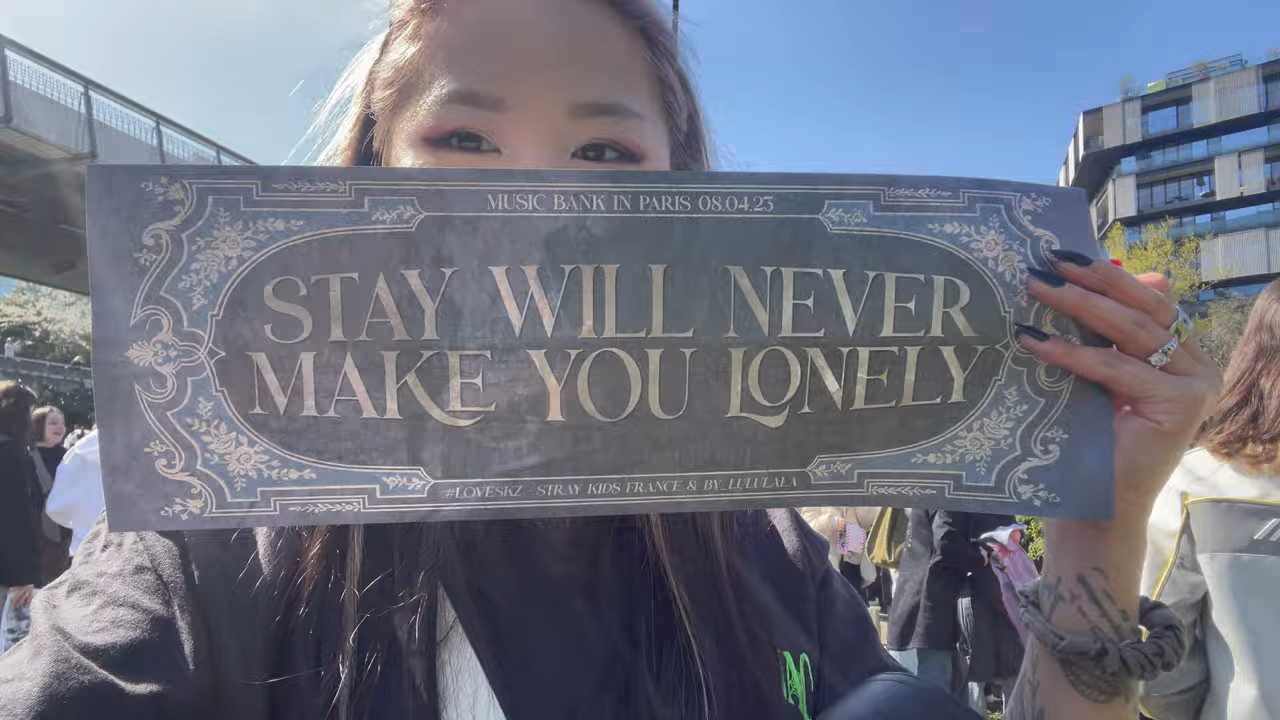 MUSIC BANK IN PARIS 08.04.23
STAY WILL NEVER
MAKE YOU LONELY
#LOVESKZ - STRAY KIDS FRANCE & BY_LULULALA